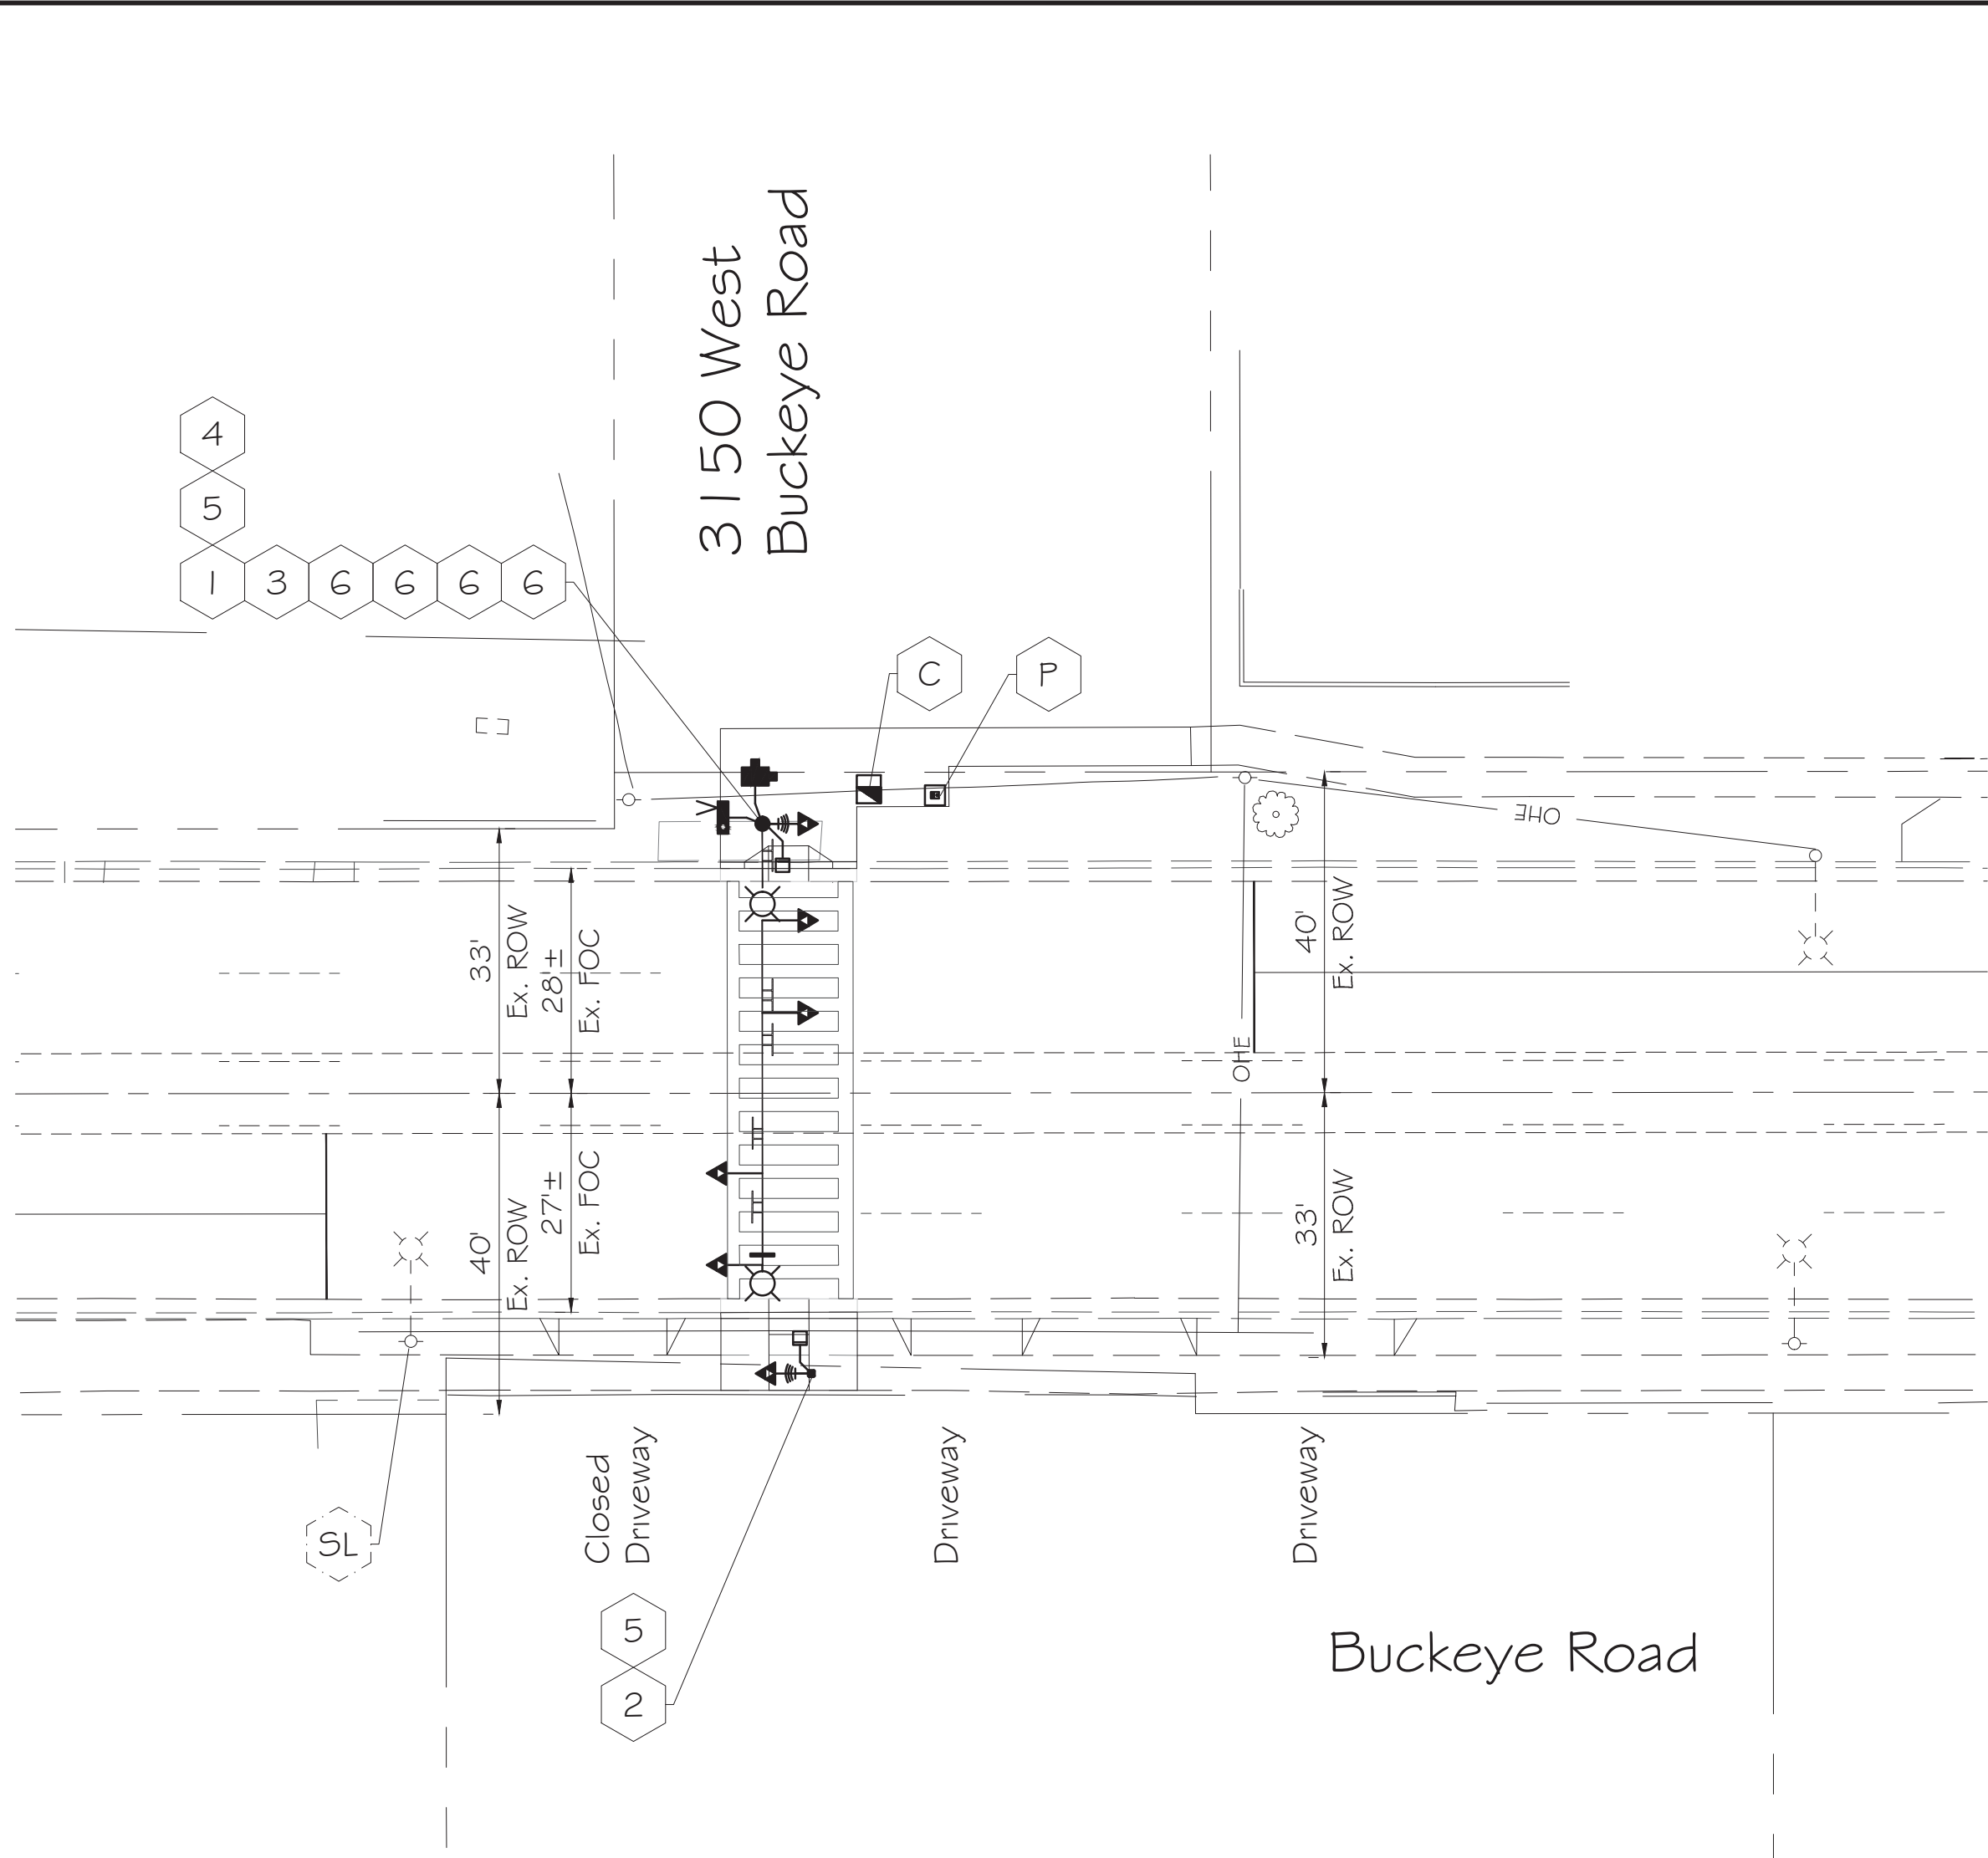 3150 West
Buckeye Road
4
5
1 3 6 6 6 6
C
P
OHE
33'
Ex. ROW
28'±
Ex. FOC
40'
Ex. ROW
OHE
40'
Ex. ROW
27'±
Ex. FOC
33'
Ex. ROW
Closed
Driveway
Driveway
Driveway
SL
5
2
Buckeye Road